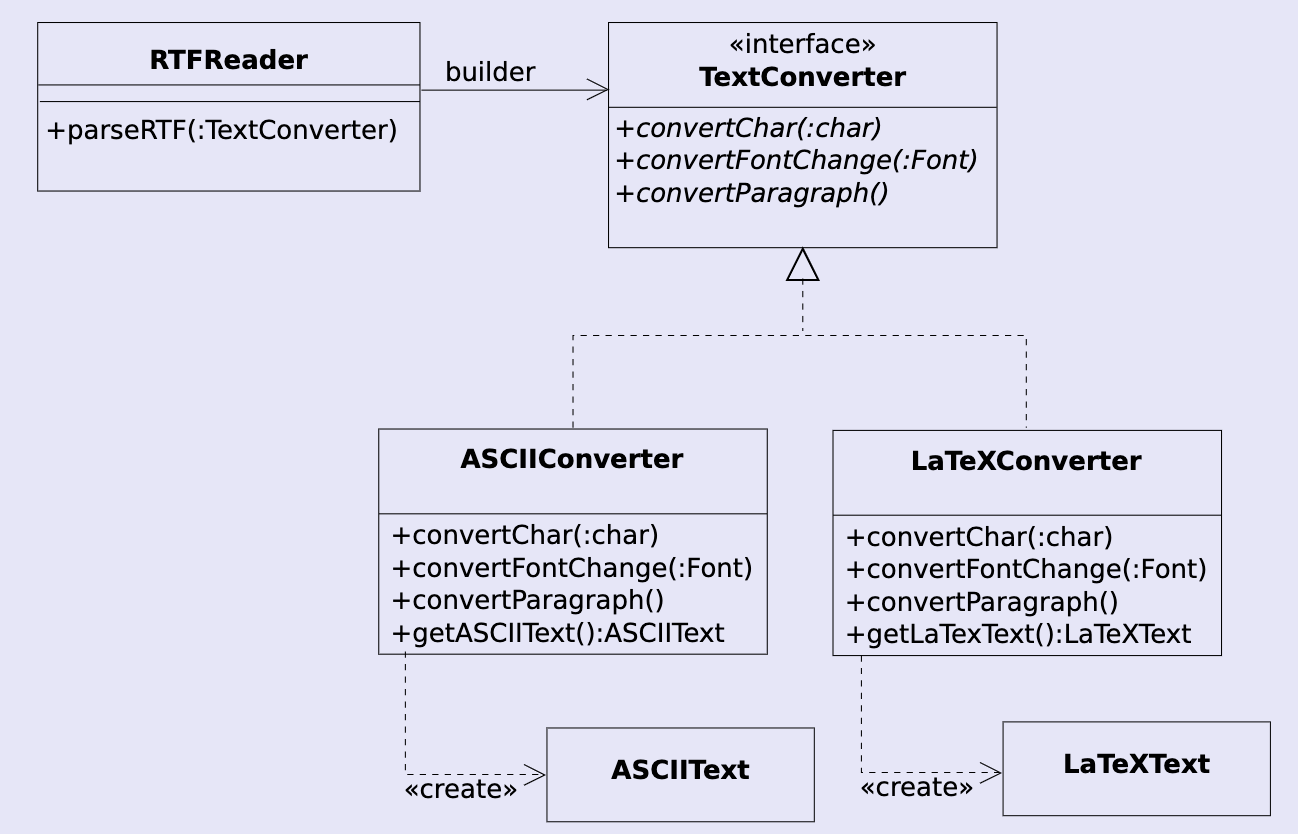 RTFReader
+parseRTF(:TextConverter)
builder
«interface»
TextConverter
+convertChar(:char)
+convertFontChange(:Font)
+convertParagraph()
ASCIIConverter
+convertChar(:char)
+convertFontChange(:Font)
+convertParagraph()
+getASCIIText():ASCIIText
LaTeXConverter
+convertChar(:char)
+convertFontChange(:Font)
+convertParagraph()
+getLaTexText():LaTeXText
«create»
ASCIIText
«create»
LaTeXText